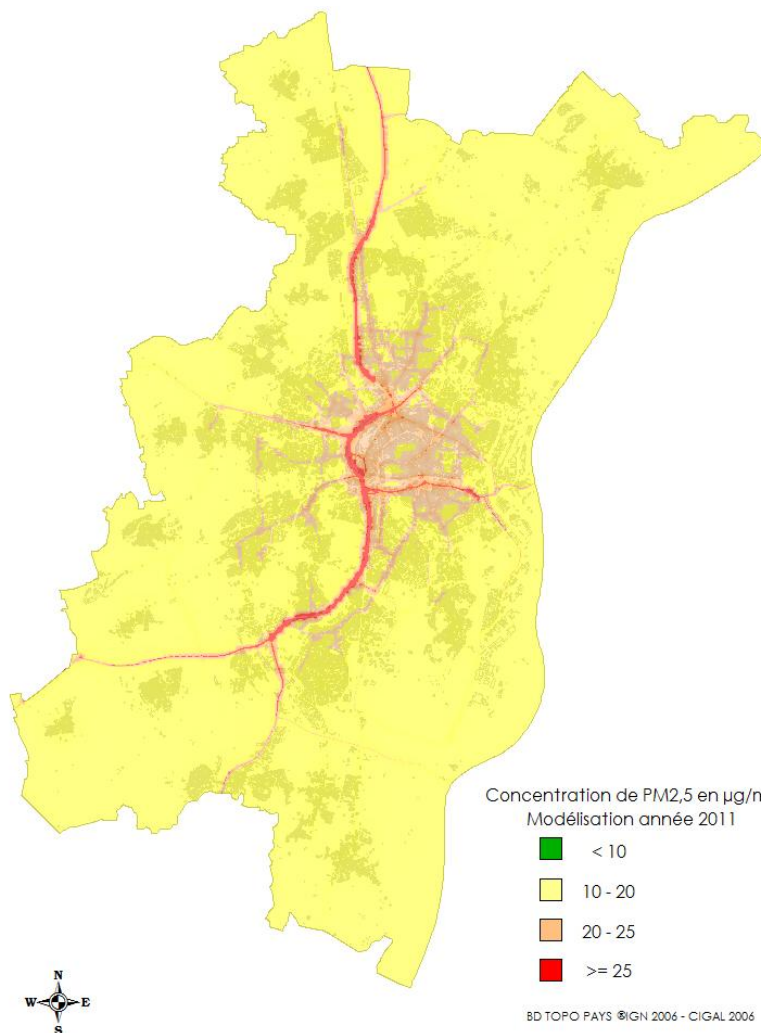 Concentration de PM2,5 en µg/m
Modélisation année 2011
< 10
10 - 20
20 - 25
>= 25
N
W E
S
BD TOPO PAYS ®IGN 2006 - CIGAL 2006